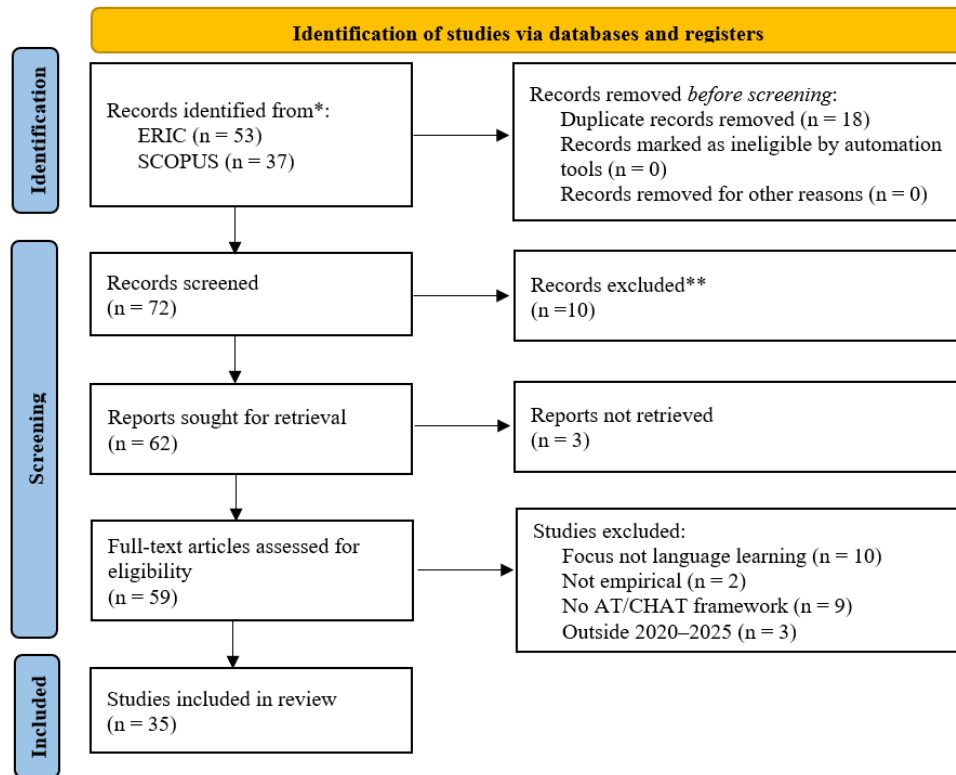 Identification of studies via databases and registers
Identification
Records identified from*:
ERIC (n = 53)
SCOPUS (n = 37)
Records removed before screening:
Duplicate records removed (n = 18)
Records marked as ineligible by automation
tools (n = 0)
Records removed for other reasons (n = 0)
Screening
Records screened
(n = 72)
Records excluded**
(n =10)
Reports sought for retrieval
(n = 62)
Reports not retrieved
(n = 3)
Full-text articles assessed for
eligibility
(n = 59)
Studies excluded:
Focus not language learning (n = 10)
Not empirical (n = 2)
No AT/CHAT framework (n = 9)
Outside 2020–2025 (n = 3)
Included
Studies included in review
(n = 35)